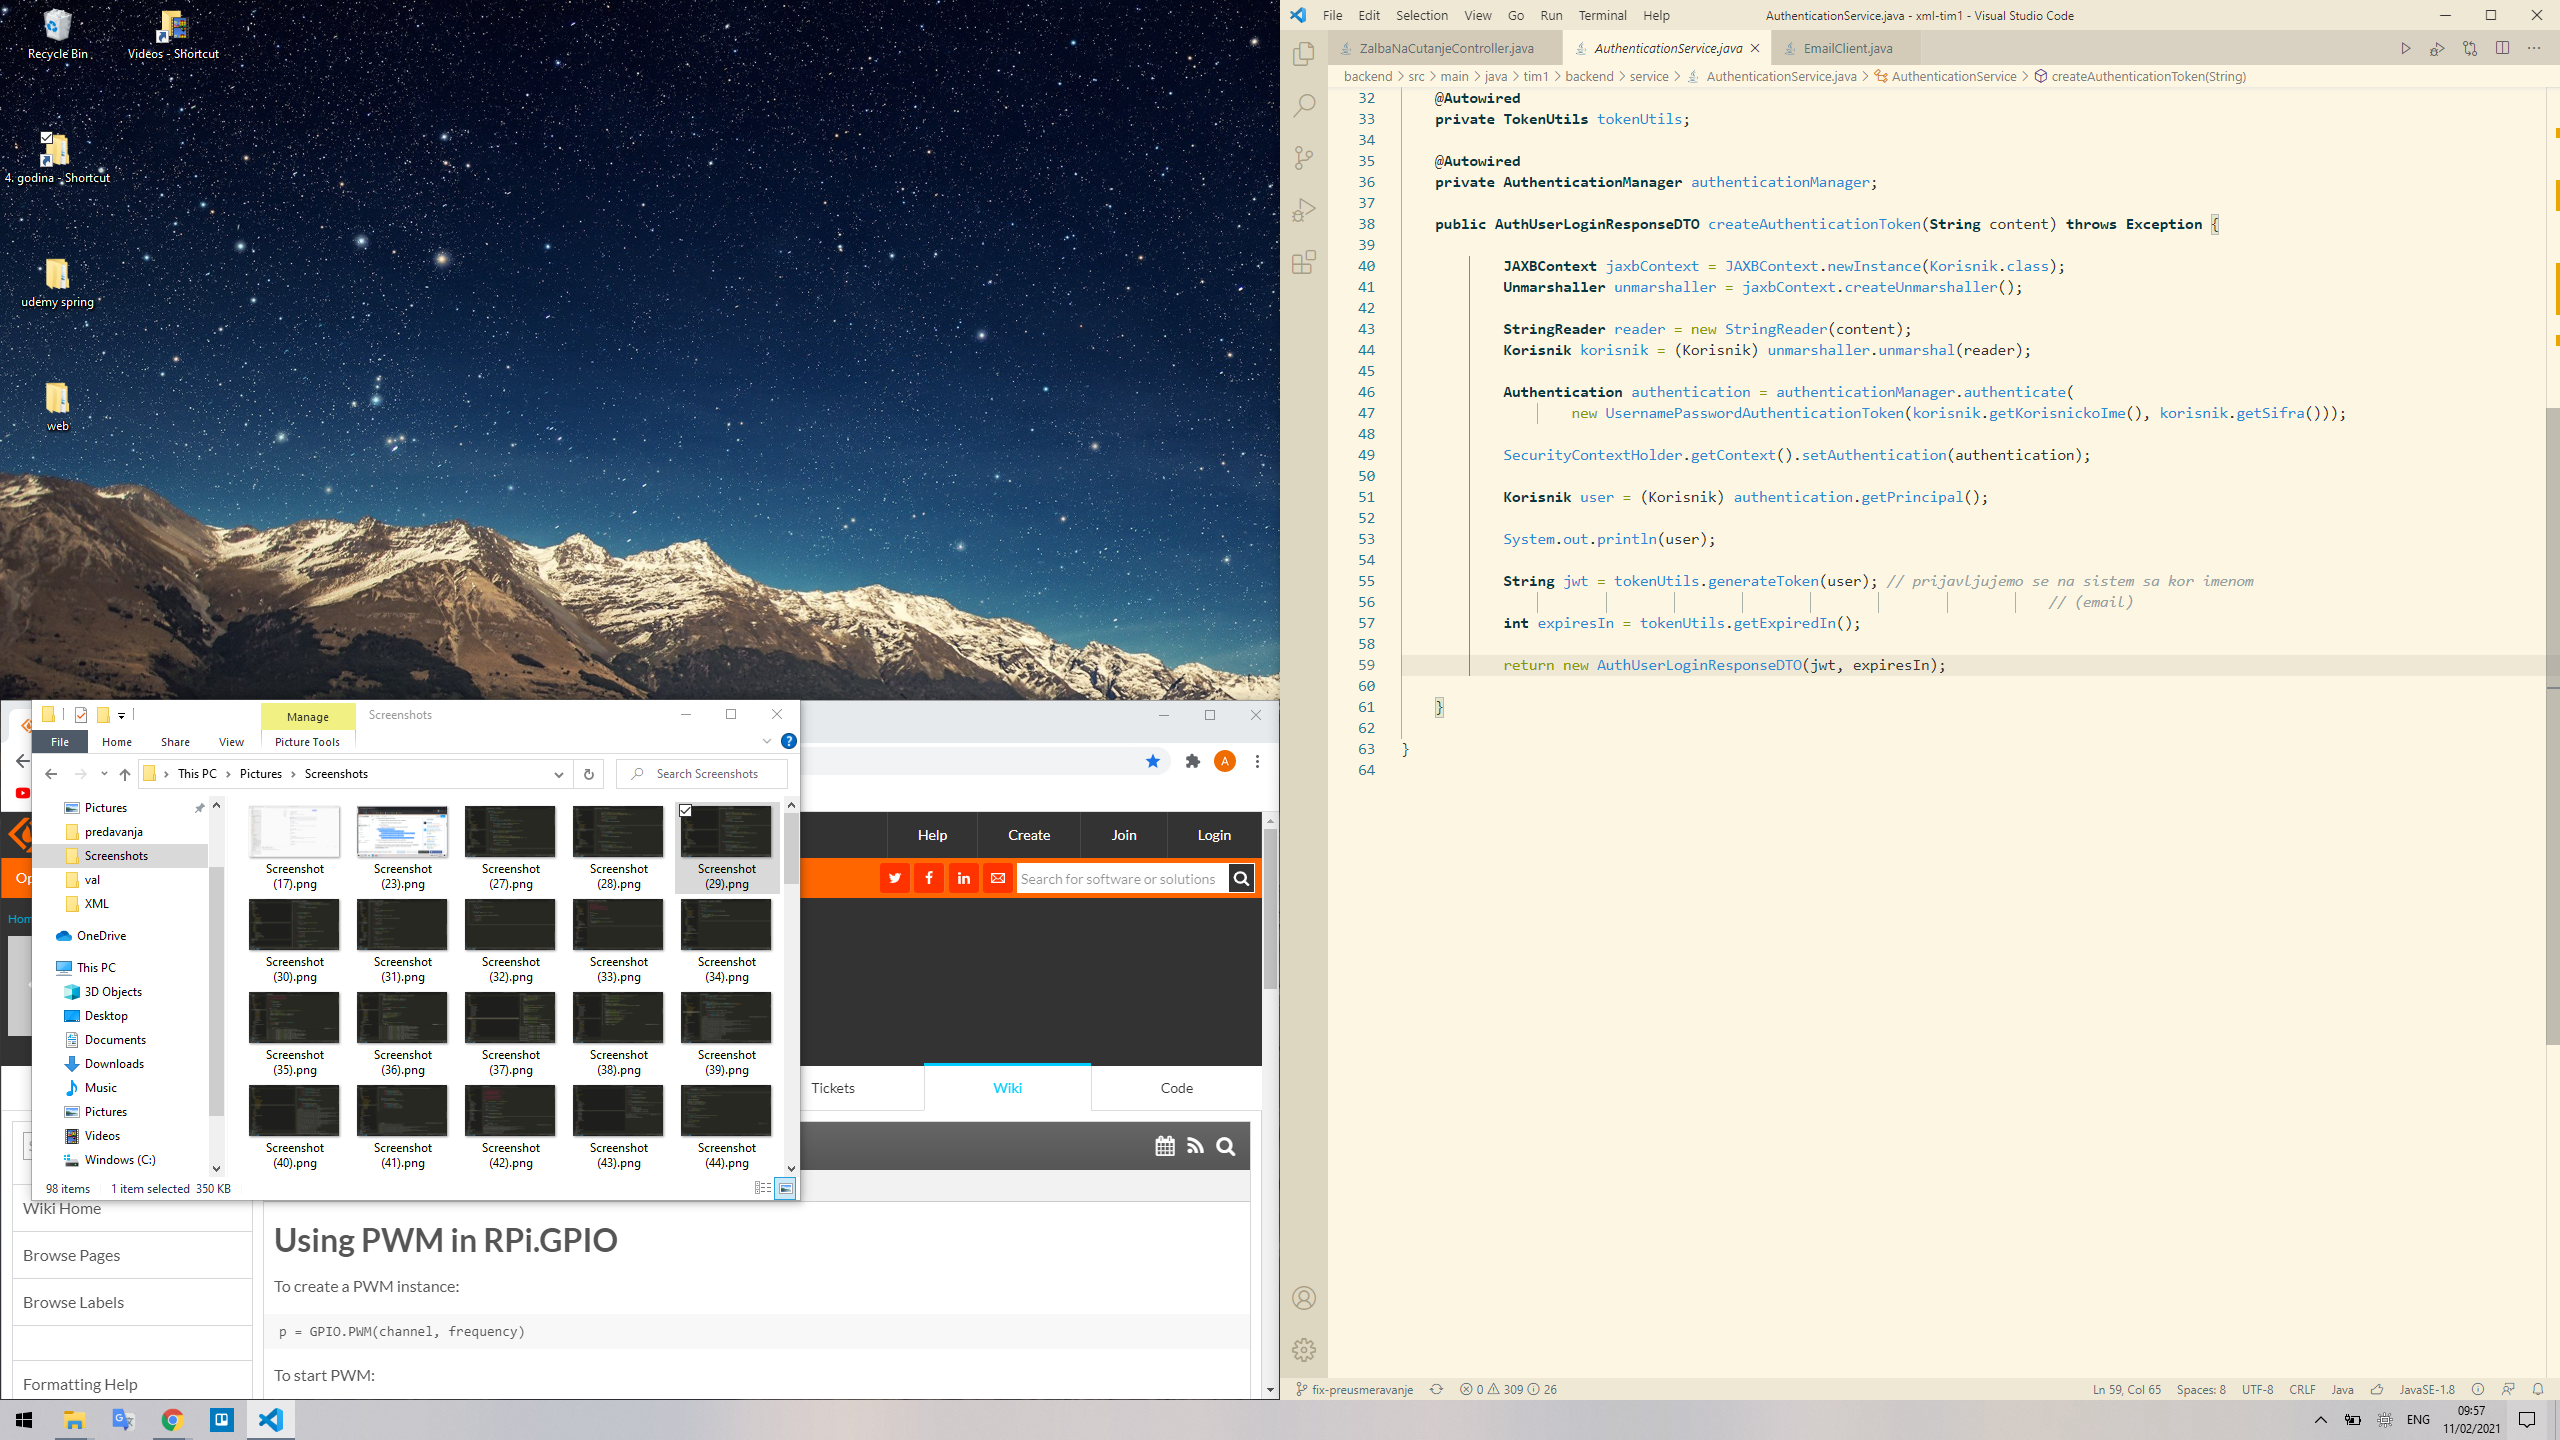 Recycle Bin
Videos - Shortcut
4. godina - Shortcut
udemy spring
web
Manage
Screenshots
File
Home
Share
View
Picture Tools
This PC
Pictures
Screenshots
Search Screenshots
Pictures
predavanja
Screenshots
val
XML
OneDrive
This PC
3D Objects
Desktop
Documents
Downloads
Music
Pictures
Videos
Windows (C:)
Screenshot (17).png
Screenshot (23).png
Screenshot (27).png
Screenshot (28).png
Screenshot (29).png
Screenshot (30).png
Screenshot (31).png
Screenshot (32).png
Screenshot (33).png
Screenshot (34).png
Screenshot (35).png
Screenshot (36).png
Screenshot (37).png
Screenshot (38).png
Screenshot (39).png
Screenshot (40).png
Screenshot (41).png
Screenshot (42).png
Screenshot (43).png
Screenshot (44).png
98 items
1 item selected 350 KB
A
Help
Create
Join
Login
Search for software or solutions
Tickets
Wiki
Code
Wiki Home
Browse Pages
Browse Labels
Formatting Help
Using PWM in RPi.GPIO
To create a PWM instance:
p = GPIO.PWM(channel, frequency)
To start PWM:
File Edit Selection View Go Run Terminal Help
AuthenticationService.java - xml-tim1 - Visual Studio Code
ZalbaNaCutanjeController.java
AuthenticationService.java
EmailClient.java
backend > src > main > java > tim1 > backend > service > AuthenticationService.java > AuthenticationService > createAuthenticationToken(String)
32 @Autowired
33 private TokenUtils tokenUtils;
34
35 @Autowired
36 private AuthenticationManager authenticationManager;
37
38 public AuthUserLoginResponseDTO createAuthenticationToken(String content) throws Exception {
39
40 JAXBContext jaxbContext = JAXBContext.newInstance(Korisnik.class);
41 Unmarshaller unmarshaller = jaxbContext.createUnmarshaller();
42
43 StringReader reader = new StringReader(content);
44 Korisnik korisnik = (Korisnik) unmarshaller.unmarshal(reader);
45
46 Authentication authentication = authenticationManager.authenticate(
47 new UsernamePasswordAuthenticationToken(korisnik.getKorisnickoIme(), korisnik.getSifra()));
48
49 SecurityContextHolder.getContext().setAuthentication(authentication);
50
51 Korisnik user = (Korisnik) authentication.getPrincipal();
52
53 System.out.println(user);
54
55 String jwt = tokenUtils.generateToken(user); // prijavljujemo se na sistem sa kor imenom
56 // (email)
57 int expiresIn = tokenUtils.getExpiredIn();
58
59 return new AuthUserLoginResponseDTO(jwt, expiresIn);
60
61 }
62
63 }
64
fix-preusmeravanje
0 309 26
Ln 59, Col 65
Spaces: 8
UTF-8
CRLF
Java
JavaSE-1.8
ENG
09:57
11/02/2021